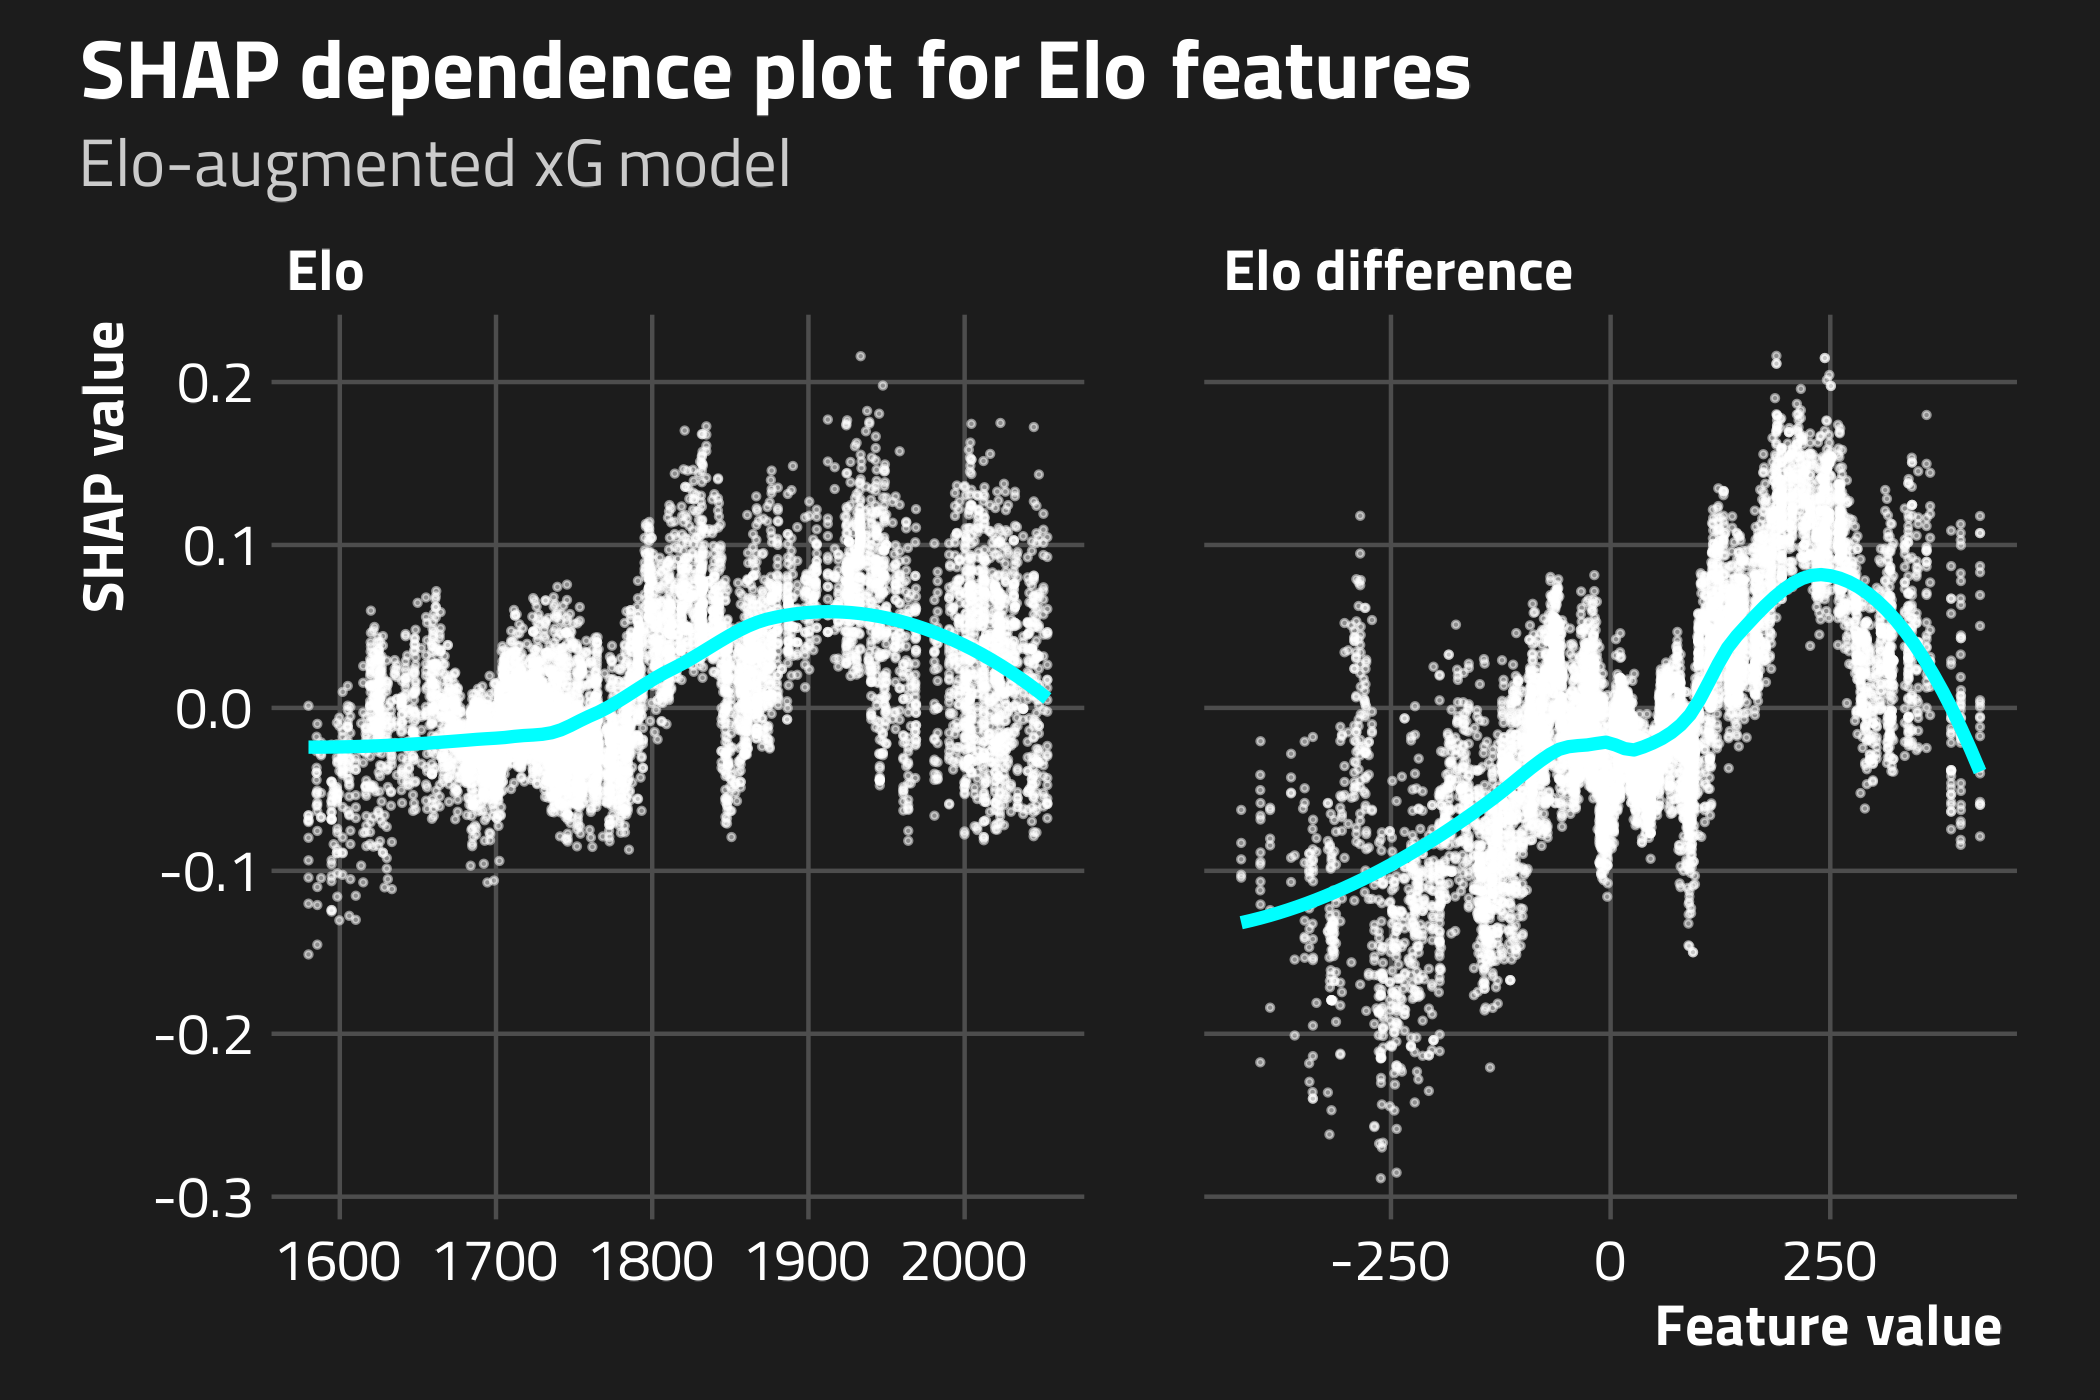 SHAP dependence plot for Elo features
Elo-augmented xG model
Elo
Elo difference
SHAP value
0.2
0.1
0.0
-0.1
-0.2
-0.3
1600 1700 1800 1900 2000
-250 0 250
Feature value